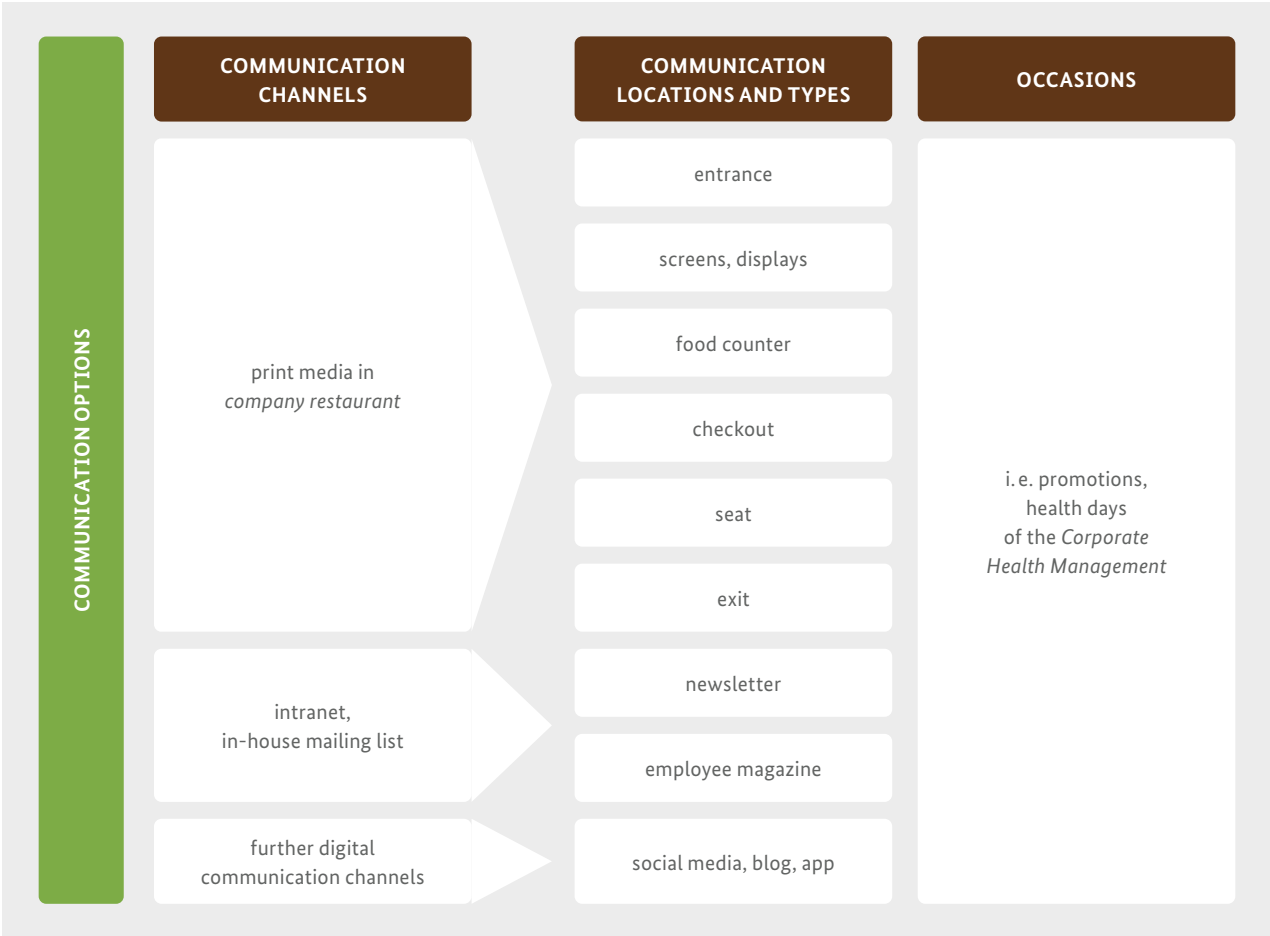 COMMUNICATION OPTIONS
COMMUNICATION
CHANNELS
print media in
company restaurant
intranet,
in-house mailing list
further digital
communication channels
COMMUNICATION
LOCATIONS AND TYPES
entrance
screens, displays
food counter
checkout
seat
exit
newsletter
employee magazine
social media, blog, app
OCCASIONS
i. e. promotions,
health days
of the Corporate
Health Management